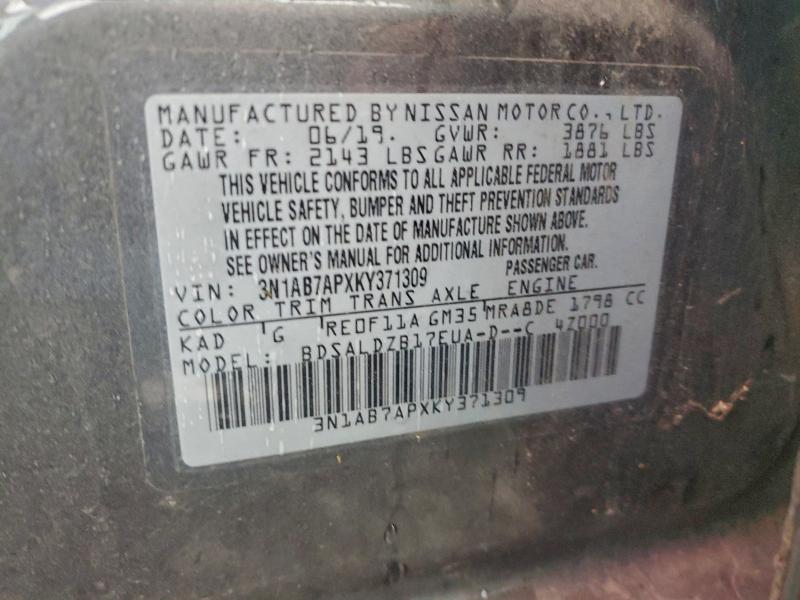 MANUFACTURED BY NISSAN MOTOR CO., LTD.
DATE: 06/19. GVWR: 3876 LBS
GAWR FR: 2143 LBS GAWR RR: 1881 LBS
THIS VEHICLE CONFORMS TO ALL APPLICABLE FEDERAL MOTOR
VEHICLE SAFETY, BUMPER AND THEFT PREVENTION STANDARDS
IN EFFECT ON THE DATE OF MANUFACTURE SHOWN ABOVE.
SEE OWNER'S MANUAL FOR ADDITIONAL INFORMATION.
VIN: 3N1AB7APXKY371309 PASSENGER CAR.
COLOR TRIM TRANS AXLE ENGINE
KAD G RE0F11A GM35 MRA8DE 1798 CC
MODEL: BDSALDZB17EUA-D--C 4Z000
3N1AB7APXKY371309